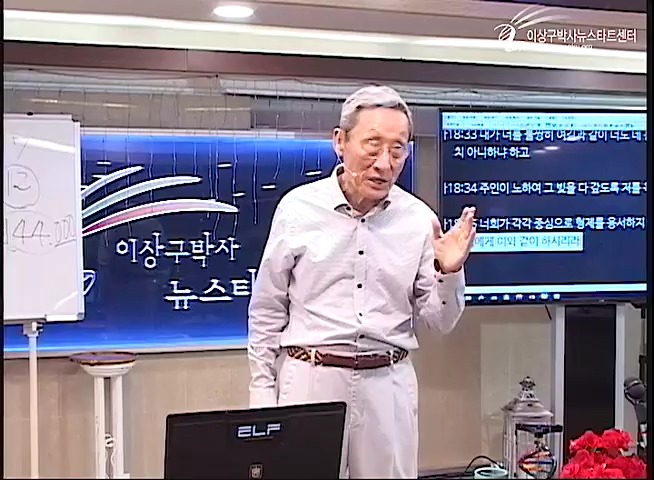 이상구박사뉴스타트센터
144.000
이상구박사
뉴스타
ELF
18:33 내가 너를 불쌍히 여김과 같이 너도 네
치 아니하냐 하고
18:34 주인이 노하여 그 빚을 다 갚도록 저를
너희가 각각 중심으로 형제를 용서하지
에게 이와 같이 하시리라